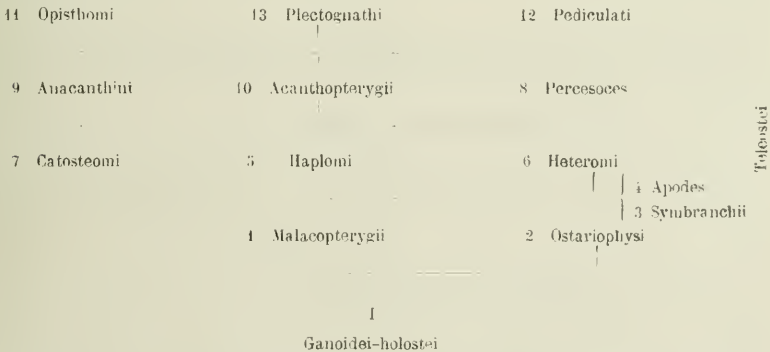 11 Opisthomi 13 Plectognathi 12 Pediculati
9 Anacanthini 10 Acanthopterygii 8 Percesoces
Teleostei
7 Catosteomi 5 Haplomi 6 Heteromi
4 Apodes
3 Symbranchii
1 Malacopterygii 2 Ostariophysi
I
Ganoidei-holostei